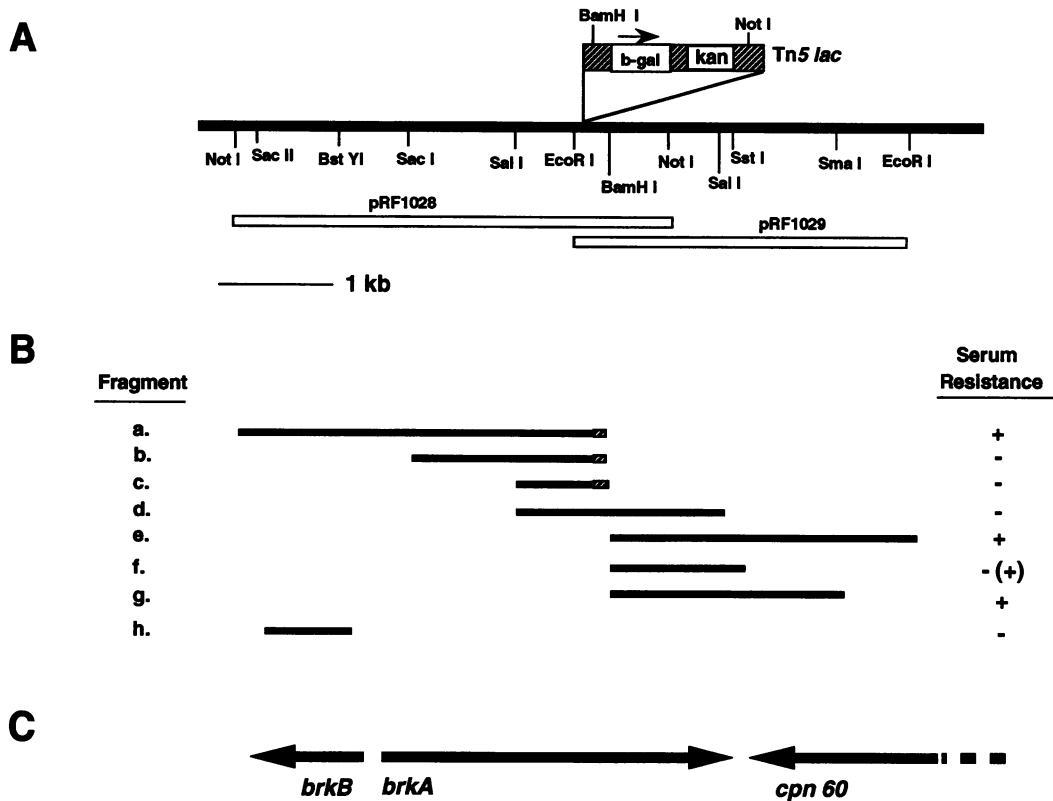 A
BamH I
Not I
b-gal
kan
Tn5 lac
Not I
Sac II
Bst YI
Sac I
Sal I
EcoR I
BamH I
Not I
Sal I
Sst I
Sma I
EcoR I
pRF1028
pRF1029
1 kb
B
Fragment
Serum
Resistance
a. +
b. -
c. -
d. -
e. +
f. - (+)
g. +
h. -
C
brkB
brkA
cpn 60